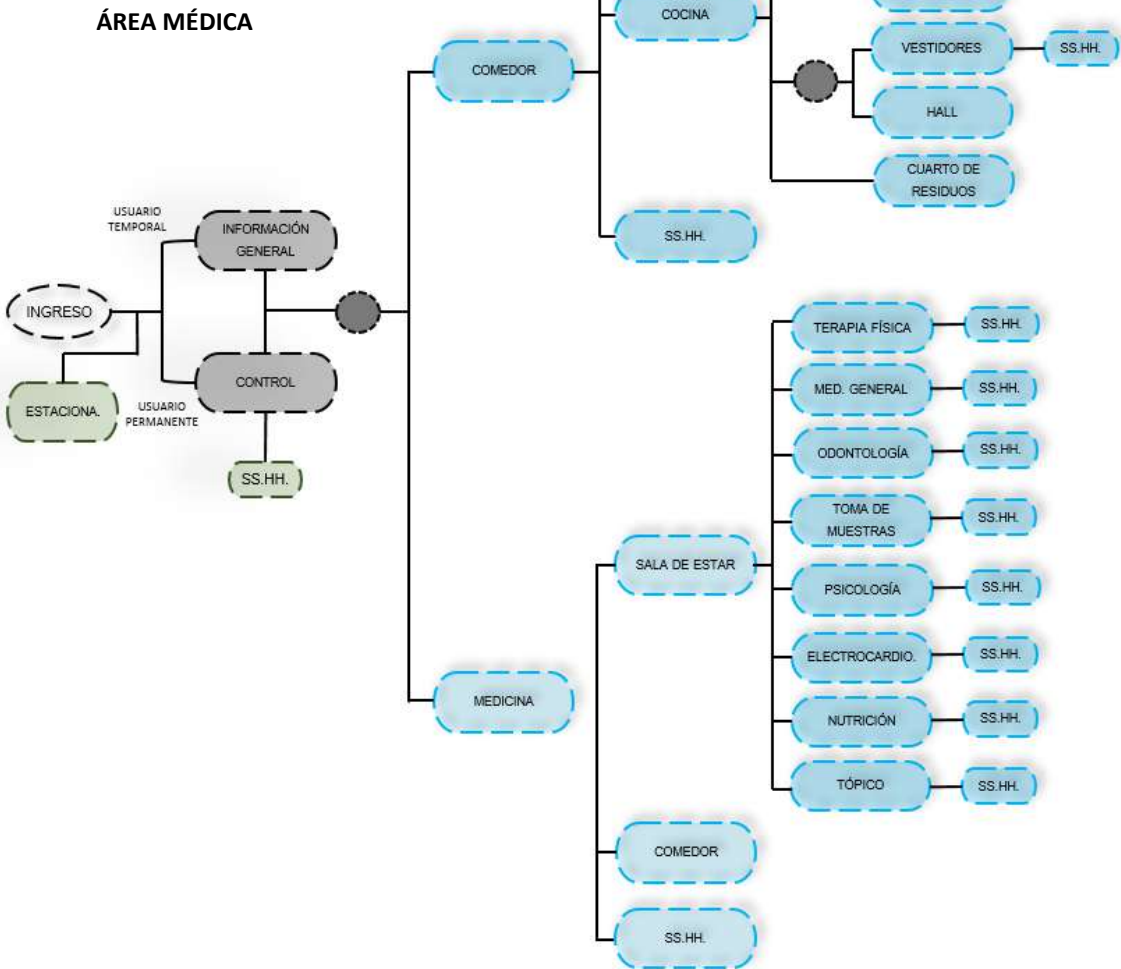 ÁREA MÉDICA
COCINA
COMEDOR
VESTIDORES
SS.HH.
HALL
CUARTO DE
RESIDUOS
SS.HH.
USUARIO
TEMPORAL
INFORMACIÓN
GENERAL
INGRESO
CONTROL
ESTACIONA.
USUARIO
PERMANENTE
SS.HH.
TERAPIA FÍSICA
SS.HH.
MED. GENERAL
SS.HH.
ODONTOLOGÍA
SS.HH.
TOMA DE
MUESTRAS
SS.HH.
SALA DE ESTAR
PSICOLOGÍA
SS.HH.
ELECTROCARDIO.
SS.HH.
MEDICINA
NUTRICIÓN
SS.HH.
TÓPICO
SS.HH.
COMEDOR
SS.HH.